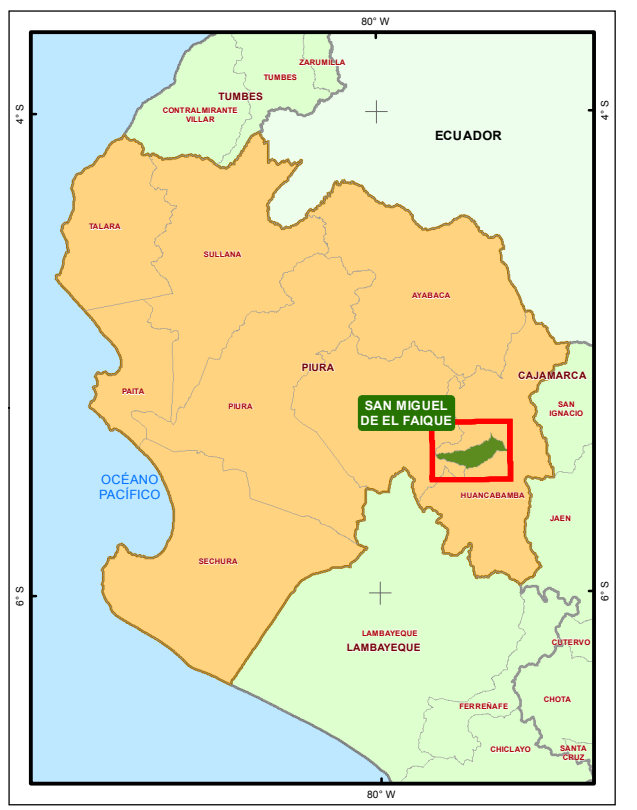 80° W
ZARUMILLA
TUMBES
TUMBES
CONTRALMIRANTE
VILLAR
4° S
4° S
ECUADOR
TALARA
SULLANA
AYABACA
PIURA
CAJAMARCA
PAITA
PIURA
SAN MIGUEL
DE EL FAIQUE
SAN
IGNACIO
OCÉANO
PACÍFICO
HUANCABAMBA
JAEN
SECHURA
6° S
6° S
LAMBAYEQUE
LAMBAYEQUE
CUTERVO
FERREÑAFE
CHOTA
CHICLAYO
SANTA
CRUZ
80° W